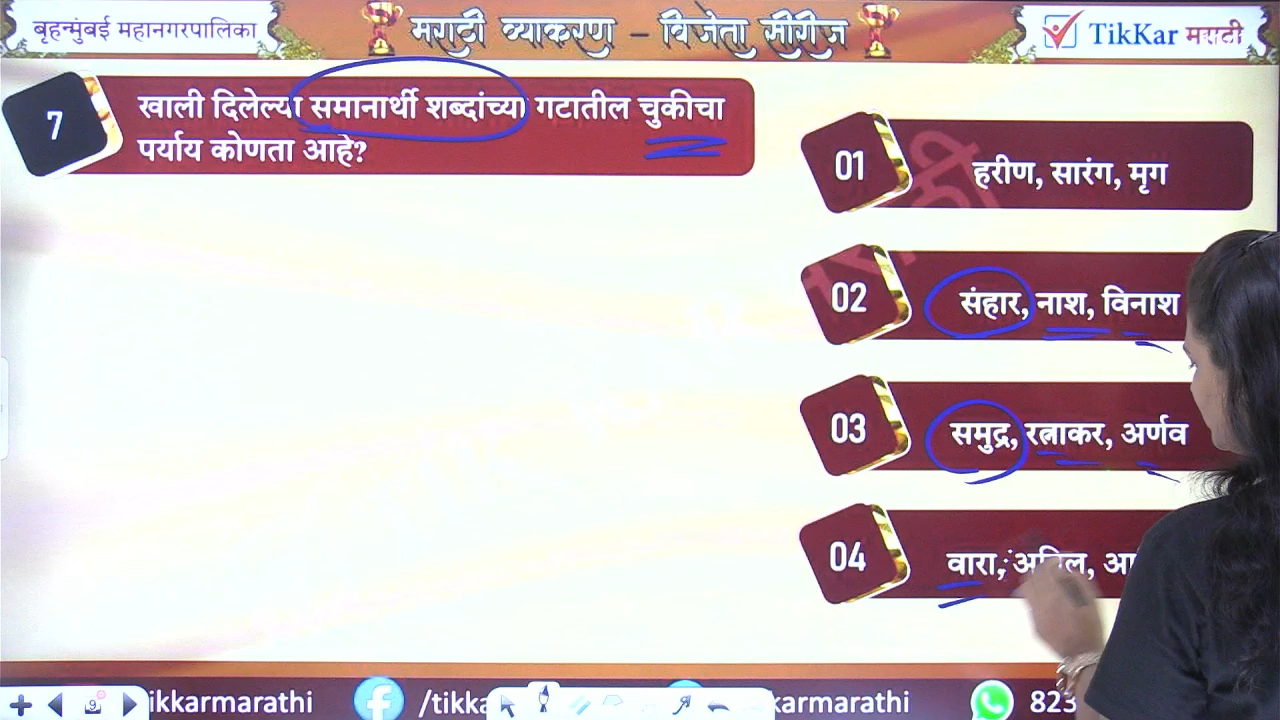 बृहन्मुंबई महानगरपालिका
मराठी व्याकरण – विजेता सीरीज
TikKar मराठी
7
खाली दिलेल्या समानार्थी शब्दांच्या गटातील चुकीचा
पर्याय कोणता आहे?
01
हरीण, सारंग, मृग
02
संहार, नाश, विनाश
03
समुद्र, रत्नाकर, अर्णव
04
वारा,
ikkarmarathi
/tikka
karmarathi
823
9